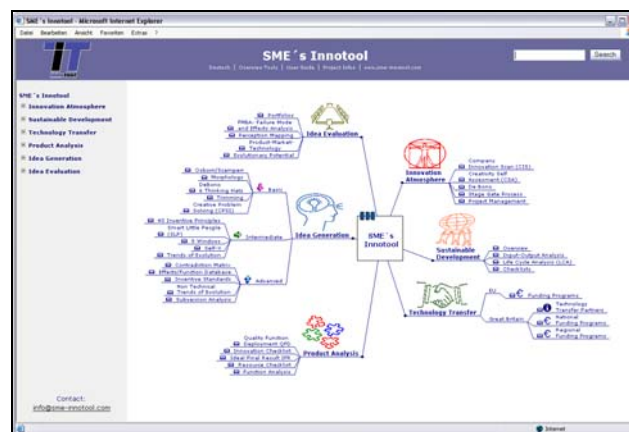 SME´s Innotool - Microsoft Internet Explorer
Datei Bearbeiten Ansicht Favoriten Extras ?
SME´s Innotool
Deutsch | Overview Tools | User Guide | Project Infos | www.sme-innotool.com
Search
SME´s Innotool
Innovation Atmosphere
Sustainable Development
Technology Transfer
Product Analysis
Idea Generation
Idea Evaluation
Contact:
info@sme-innotool.com
Portfolios
FMEA: Failure Mode
and Effects Analysis
Perception Mapping
Product-Market-
Technology
Evolutionary Potential
Idea Evaluation
Osborn/Scamperr
Morphology
DeBono
6 Thinking Hats
Trimming
Creative Problem
Solving (CPSI)
Basic
40 Inventive Principles
Smart Little People
(SLP)
9 Windows
Self-X
Trends of Evolution
Intermediate
Contradiction Matrix
Effects/Function Database
Inventive Standards
Non Technical
Trends of Evolution
Subversion Analysis
Advanced
Idea Generation
Quality Function
Deployment QFD
Innovation Checklist
Ideal Final Result IFR
Resource Checklist
Function Analysis
Product Analysis
SME´s
Innotool
Innovation
Atmosphere
Company
Innovation Scan (CIS)
Creativity Self
Assesment (CSA)
De Bono
Stage Gate Process
Project Management
Sustainable
Development
Overview
Input-Output Analysis
Life Cycle Analysis (LCA)
Checklists
Technology Transfer
EU
Funding Programs
Great Britain
Technology
Transfer Partners
National
Funding Programs
Regional
Funding Programs
Internet